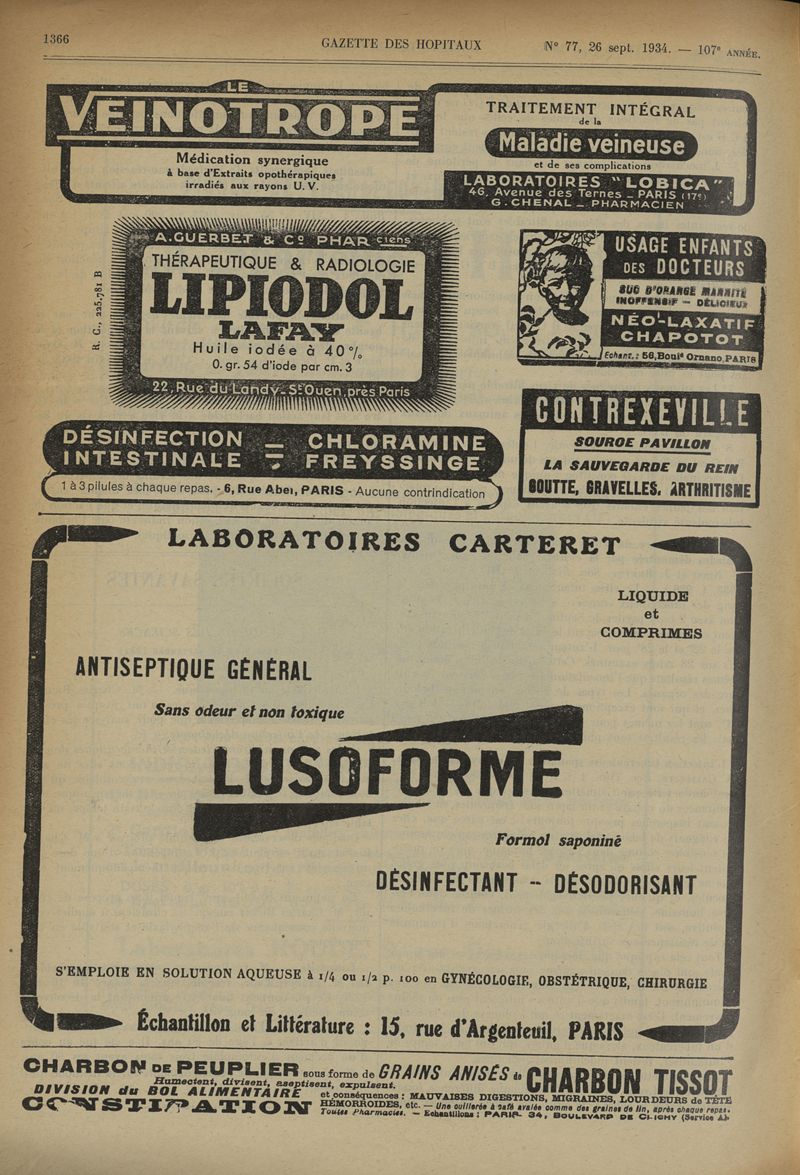 1366
GAZETTE DES HOPITAUX
N° 77, 26 sept. 1934. — 107e ANNÉE.
LE
VEINOTROPE
Médication synergique
à base d'Extraits opothérapiques
irradiés aux rayons U. V.
TRAITEMENT INTÉGRAL
de la
Maladie veineuse
et de ses complications
LABORATOIRES "LOBICA"
46, Avenue des Ternes _ PARIS (17e)
G. CHENAL _ PHARMACIEN
R. C., 225.781 B
A. GUERBET & Co PHARciens
THÉRAPEUTIQUE & RADIOLOGIE
LIPIODOL
LAFAY
Huile iodée à 40%
0. gr. 54 d'iode par cm. 3
22, Rue du Landy _ St Ouen, près Paris
USAGE ENFANTS
DES DOCTEURS
SUC D'ORANGE MANNITÉ
INOFFENSIF — DÉLICIEUX
NÉO-LAXATIF
CHAPOTOT
Echant.: 56, Bould Ornano, PARIS
DÉSINFECTION = CHLORAMINE
INTESTINALE = FREYSSINGE
1 à 3 pilules à chaque repas. - 6, Rue Abel, PARIS - Aucune contrindication
CONTREXEVILLE
SOURCE PAVILLON
LA SAUVEGARDE DU REIN
GOUTTE, GRAVELLES, ARTHRITISME
LABORATOIRES CARTERET
LIQUIDE
et
COMPRIMES
ANTISEPTIQUE GÉNÉRAL
Sans odeur et non toxique
LUSOFORME
Formol saponiné
DÉSINFECTANT -- DÉSODORISANT
S'EMPLOIE EN SOLUTION AQUEUSE à 1/4 ou 1/2 p. 100 en GYNÉCOLOGIE, OBSTÉTRIQUE, CHIRURGIE
Échantillon et Littérature : 15, rue d'Argenteuil, PARIS
CHARBON DE PEUPLIER sous forme de GRAINS ANISÉS de CHARBON TISSOT
Humectent, divisent, aseptisent, expulsent.
DIVISION du BOL ALIMENTAIRE
CONSTIPATION
et conséquences : MAUVAISES DIGESTIONS, MIGRAINES, LOURDEURS de TÊTE
HÉMORROIDES, etc. — Une cuillerée à café avalée comme des graines de lin, après chaque repas.
Toutes Pharmacies. — Echantillons : PARIS- 34, BOULEVARD DE CLICHY (Service A)-